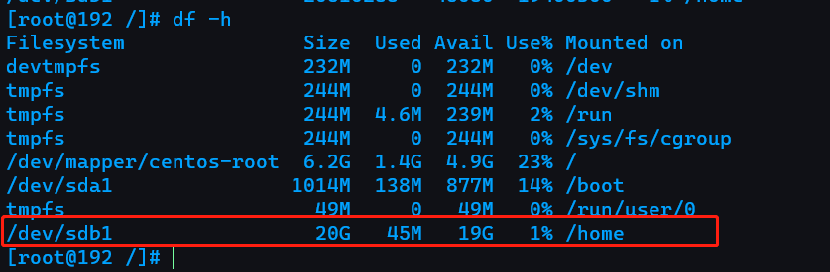 [root@192 /]# df -h
Filesystem Size Used Avail Use% Mounted on
devtmpfs 232M 0 232M 0% /dev
tmpfs 244M 0 244M 0% /dev/shm
tmpfs 244M 4.6M 239M 2% /run
tmpfs 244M 0 244M 0% /sys/fs/cgroup
/dev/mapper/centos-root 6.2G 1.4G 4.9G 23% /
/dev/sda1 1014M 138M 877M 14% /boot
tmpfs 49M 0 49M 0% /run/user/0
/dev/sdb1 20G 45M 19G 1% /home
[root@192 /]#